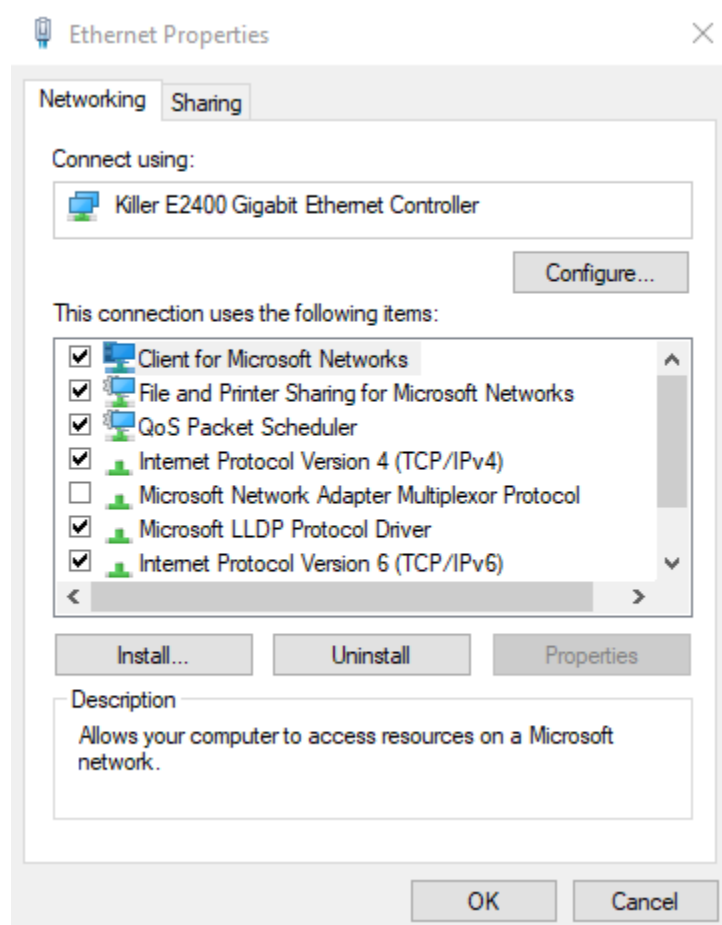 Ethernet Properties
Networking
Sharing
Connect using:
Killer E2400 Gigabit Ethernet Controller
Configure...
This connection uses the following items:
Client for Microsoft Networks
File and Printer Sharing for Microsoft Networks
QoS Packet Scheduler
Internet Protocol Version 4 (TCP/IPv4)
Microsoft Network Adapter Multiplexor Protocol
Microsoft LLDP Protocol Driver
Internet Protocol Version 6 (TCP/IPv6)
Install...
Uninstall
Properties
Description
Allows your computer to access resources on a Microsoft
network.
OK
Cancel